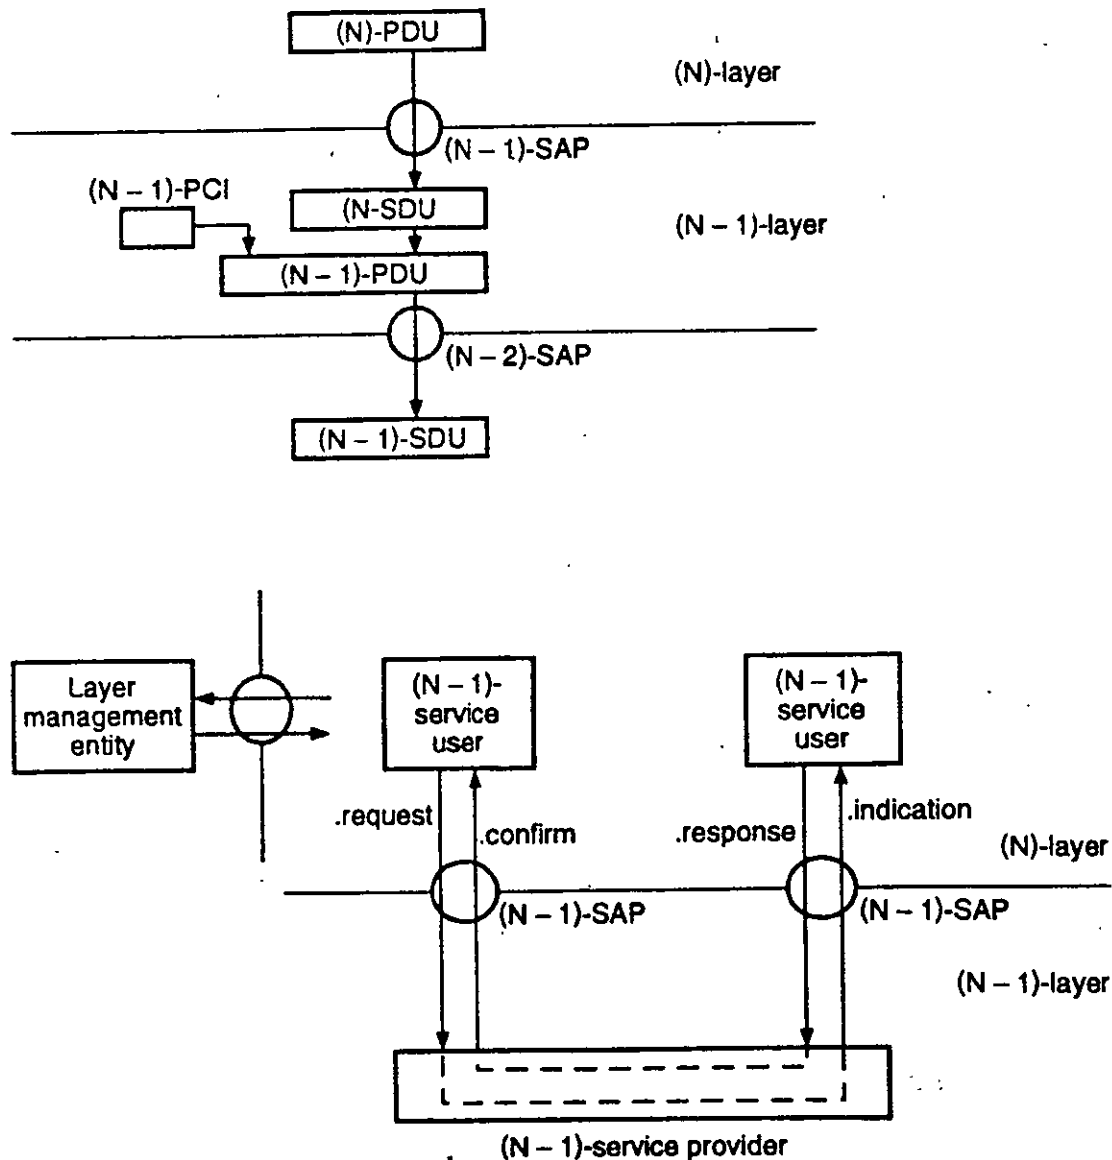 (N)-PDU
(N)-layer
(N – 1)-SAP
(N – 1)-PCI
(N-SDU
(N – 1)-layer
(N – 1)-PDU
(N – 2)-SAP
(N – 1)-SDU
Layer
management
entity
(N – 1)-
service
user
(N – 1)-
service
user
.request
.confirm
.response
.indication
(N)-layer
(N – 1)-SAP
(N – 1)-SAP
(N – 1)-layer
(N – 1)-service provider